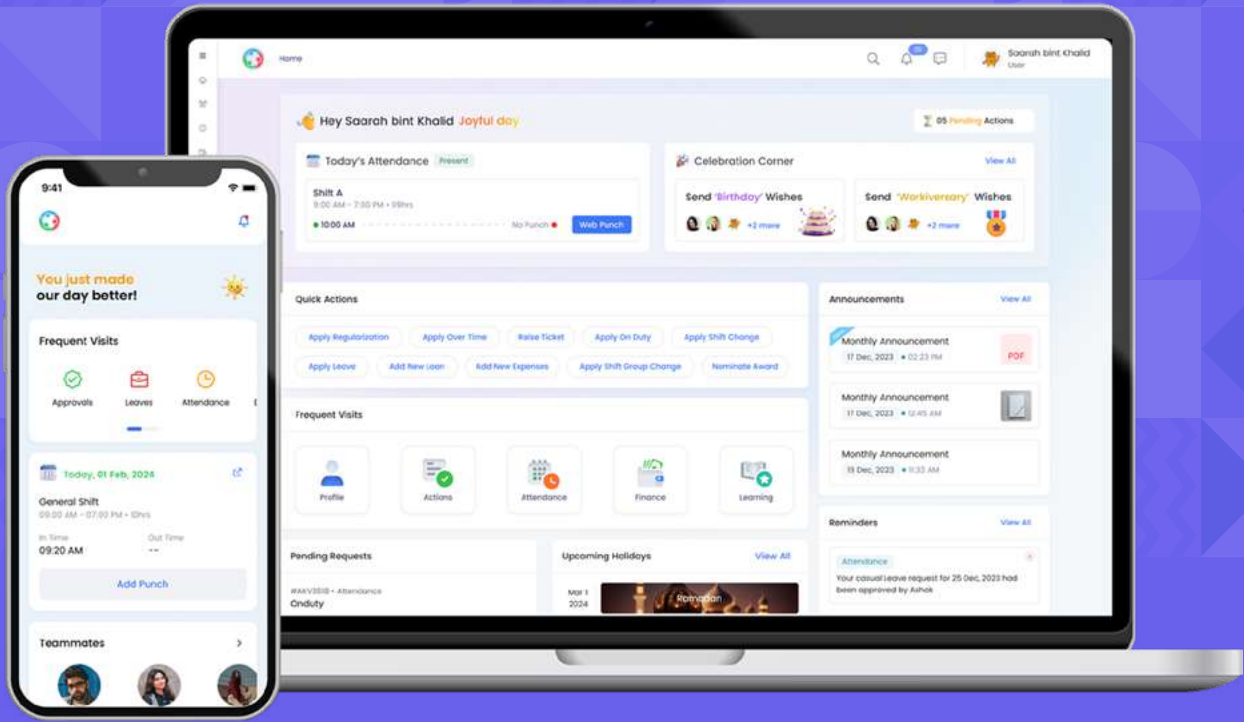 Home
Saarah bint Khalid
User
Hey Saarah bint Khalid Joyful day
05 Pending Actions
Today's Attendance Present
Shift A
9:00 AM - 7:00 PM •
10:00 AM
No Punch
Web Punch
Celebration Corner
View All
Send 'Birthday' Wishes
+2 more
Send 'Workiversary' Wishes
+2 more
Quick Actions
Apply Regularization
Apply Over Time
Raise Ticket
Apply On Duty
Apply Shift Change
Apply Leave
Add New Loan
Add New Expenses
Apply Shift Group Change
Nominate Award
Frequent Visits
Profile
Actions
Attendance
Finance
Learning
Pending Requests
• Attendance
Onduty
Upcoming Holidays
View All
Mar 1
2024
Ramadan
Announcements
View All
Monthly Announcement
17 Dec, 2023 • 02:23 PM
PDF
Monthly Announcement
17 Dec, 2023 • 12:45 AM
Monthly Announcement
Dec, 2023 • 11:33 AM
Reminders
View All
Attendance
Your casual Leave request for 25 Dec, 2023 had
been approved by Ashok
9:41
You just made
our day better!
Frequent Visits
Approvals
Leaves
Attendance
Today, 01 Feb, 2024
General Shift
09:00 AM - 07:00 PM • 10hrs
In Time
Out Time
09:20 AM
--
Add Punch
Teammates